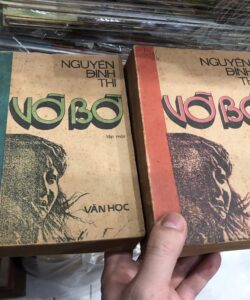 NGUYỄN
ĐÌNH
THI
VỠ BỜ
Tập một
VĂN HỌC
NGUYỄN
ĐÌNH
THI
VỠ BỜ